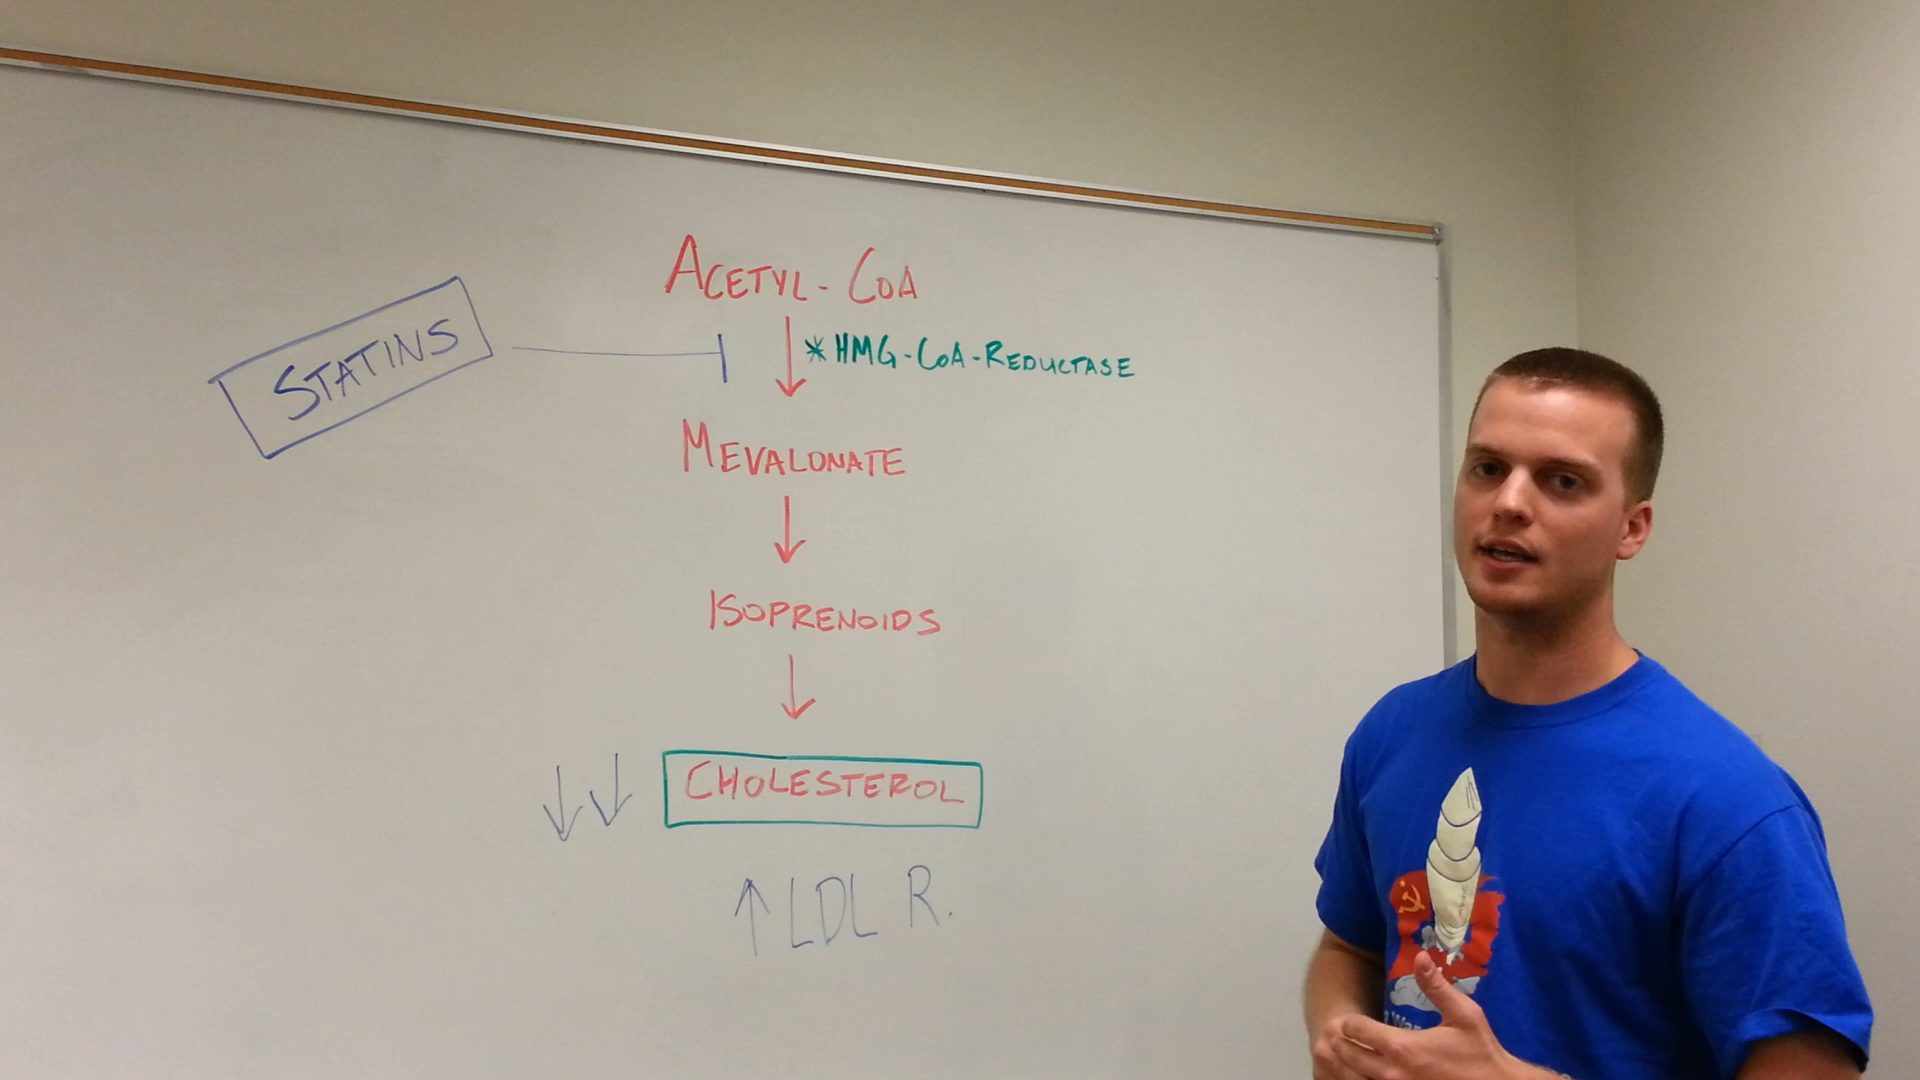 ACETYL-COA
STATINS
*HMG-COA-REDUCTASE
MEVALONATE
ISOPRENOIDS
↓↓ CHOLESTEROL
↑ LDL R.